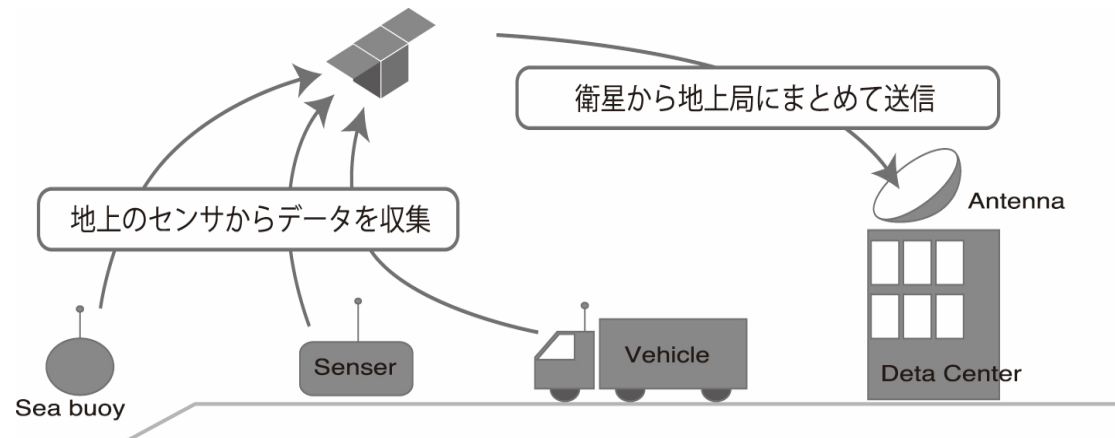 衛星から地上局にまとめて送信
Antenna
地上のセンサからデータを収集
Sea buoy
Senser
Vehicle
Deta Center